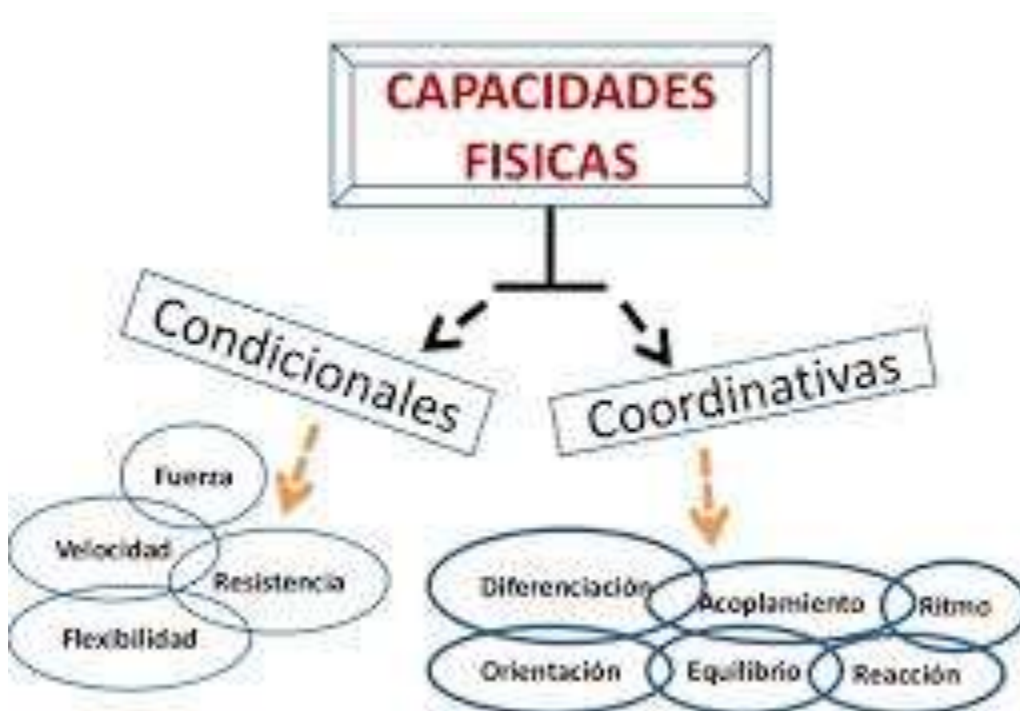 CAPACIDADES
FISICAS
Condicionales
Coordinativas
Fuerza
Velocidad
Resistencia
Flexibilidad
Diferenciación
Acoplamiento
Ritmo
Orientación
Equilibrio
Reacción